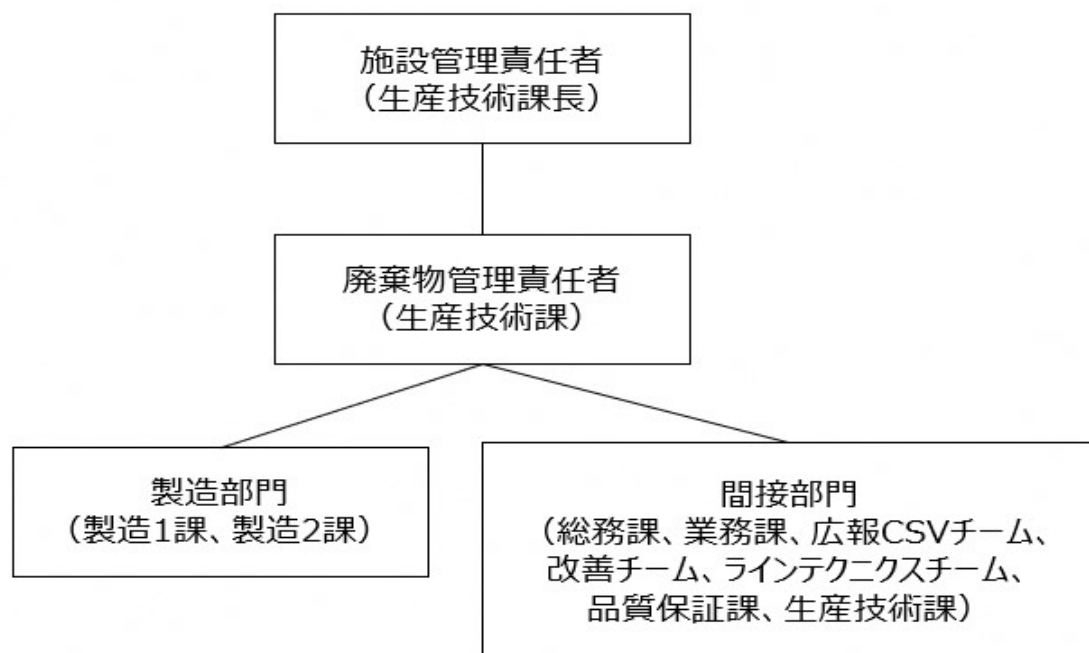 施設管理責任者
（生産技術課長）
廃棄物管理責任者
（生産技術課）
製造部門
（製造1課、製造2課）
間接部門
（総務課、業務課、広報CSVチーム、
改善チーム、ラインテクニクスチーム、
品質保証課、生産技術課）